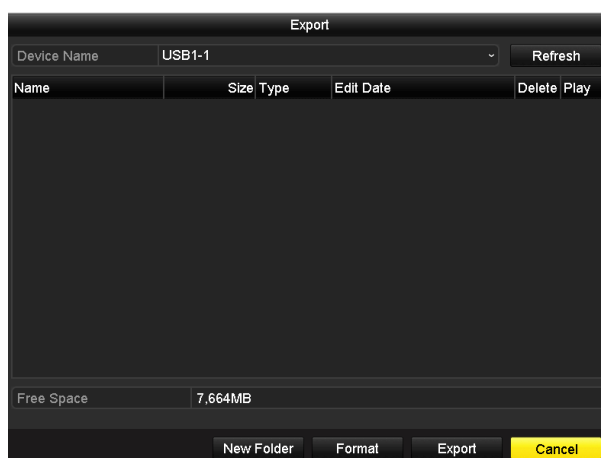 Export
Device Name USB1-1 Refresh
Name Size Type Edit Date Delete Play
Free Space 7,664MB
New Folder Format Export Cancel